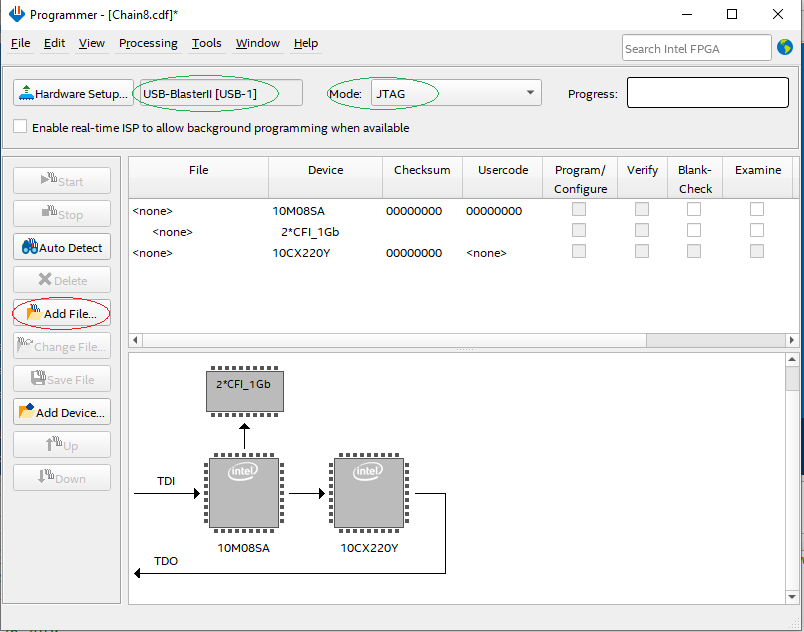 Programmer - [Chain8.cdf]*
File Edit View Processing Tools Window Help
Search Intel FPGA
Hardware Setup... USB-BlasterII [USB-1] Mode: JTAG Progress:
Enable real-time ISP to allow background programming when available
Start
Stop
Auto Detect
Delete
Add File...
Change File...
Save File
Add Device...
Up
Down
File Device Checksum Usercode Program/ Verify Blank- Examine
Configure Check
<none> 10M08SA 00000000 00000000
<none> 2*CFI_1Gb
<none> 10CX220Y 00000000 <none>
2*CFI_1Gb
intel intel
TDI
10M08SA 10CX220Y
TDO